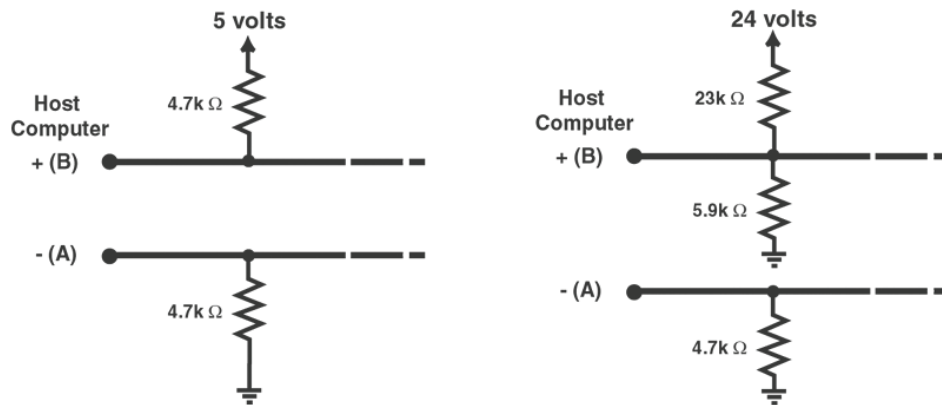 5 volts
4.7k Ω
Host
Computer
+ (B)
- (A)
4.7k Ω
24 volts
23k Ω
Host
Computer
+ (B)
5.9k Ω
- (A)
4.7k Ω